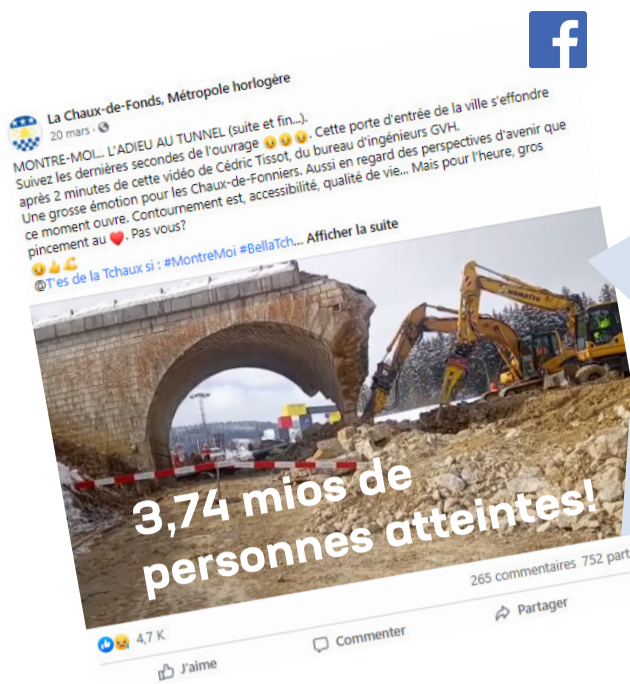 La Chaux-de-Fonds, Métropole horlogère
20 mars ·
MONTRE-MOI... L'ADIEU AU TUNNEL (suite et fin...).
Suivez les dernières secondes de l'ouvrage 😢😢😢. Cette porte d'entrée de la ville s'effondre
après 2 minutes de cette vidéo de Cédric Tissot, du bureau d'ingénieurs GVH.
Une grosse émotion pour les Chaux-de-Fonniers. Aussi en regard des perspectives d'avenir que
ce moment ouvre. Contournement est, accessibilité, qualité de vie... Mais pour l'heure, gros
pincement au ❤️. Pas vous?
😢👍💪
@T'es de la Tchaux si : #MontreMoi #BellaTch... Afficher la suite
KOMATSU
3,74 mios de
personnes atteintes!
265 commentaires 752 part
4,7 K
J'aime
Commenter
Partager